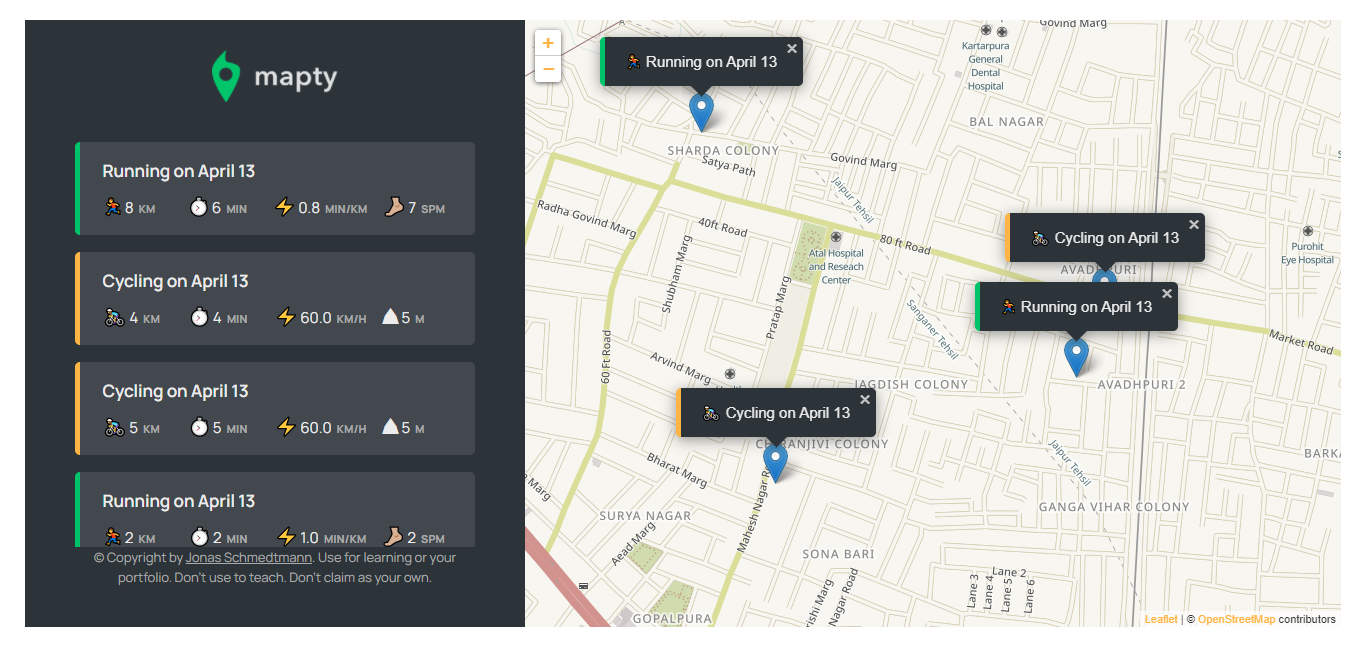 mapty
Running on April 13
8 KM 6 MIN 0.8 MIN/KM 7 SPM
Cycling on April 13
4 KM 4 MIN 60.0 KM/H 5 M
Cycling on April 13
5 KM 5 MIN 60.0 KM/H 5 M
Running on April 13
2 KM 2 MIN 1.0 MIN/KM 2 SPM
© Copyright by Jonas Schmedtmann. Use for learning or your
portfolio. Don't use to teach. Don't claim as your own.
+
−
Govind Marg
Running on April 13 ×
Kartarpura
General
Dental
Hospital
BAL NAGAR
SHARDA COLONY
Satya Path
Govind Marg
Jaipur Tehsil
Radha Govind Marg
40ft Road
80 ft Road
Shubham Marg
Atal Hospital
and Reseach
Center
Cycling on April 13 ×
Purohit
Eye Hospital
Running on April 13 ×
Pratap Marg
Sanganer Tehsil
Market Road
60 Ft Road
Arvind Marg
JAGDISH COLONY
AVADHPURI 2
Cycling on April 13 ×
Bharat Marg
Jaipur Tehsil
Marg
SURYA NAGAR
Mahesh Nagar
GANGA VIHAR COLONY
Aead Marg
SONA BARI
Lane 2
Lane 3
Lane 4
Lane 5
Lane 6
Marg
Nagar Road
GOPALPURA
Leaflet | © OpenStreetMap contributors